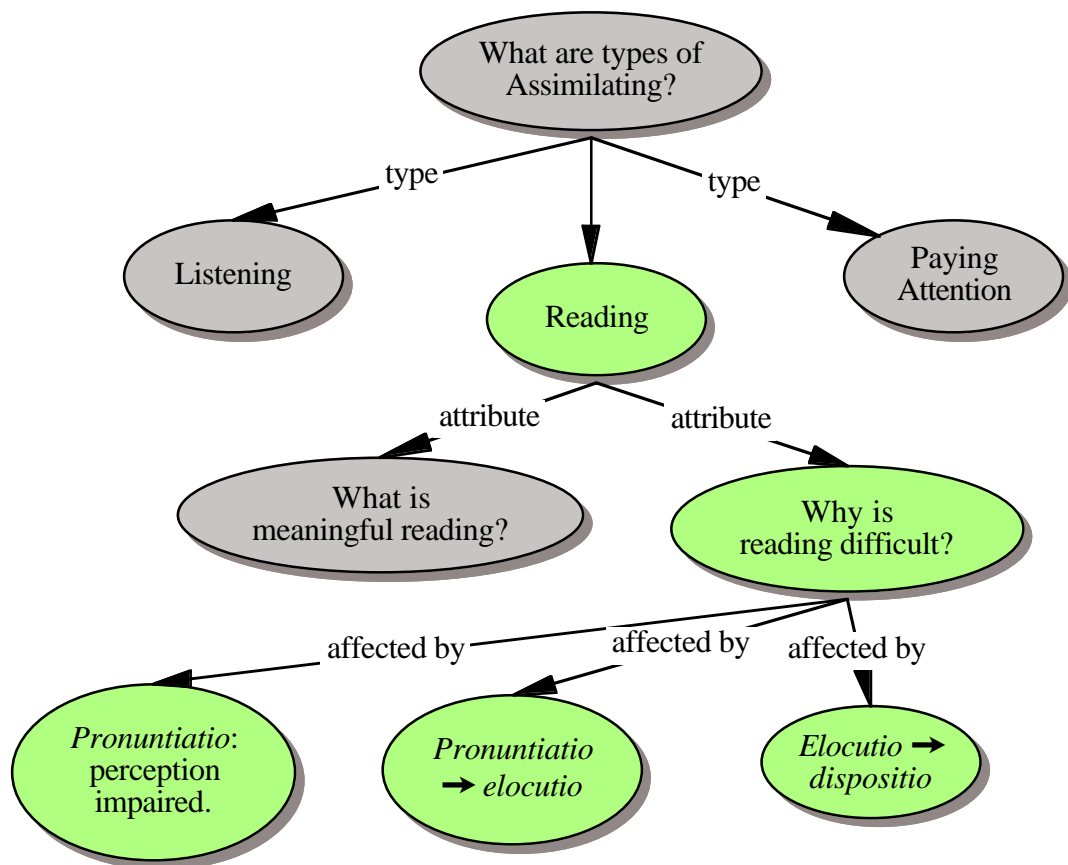 What are types of
Assimilating?
type
type
Listening
Reading
Paying
Attention
attribute
attribute
What is
meaningful reading?
Why is
reading difficult?
affected by
affected by
affected by
Pronuntiatio:
perception
impaired.
Pronuntiatio
→ elocutio
Elocutio →
dispositio